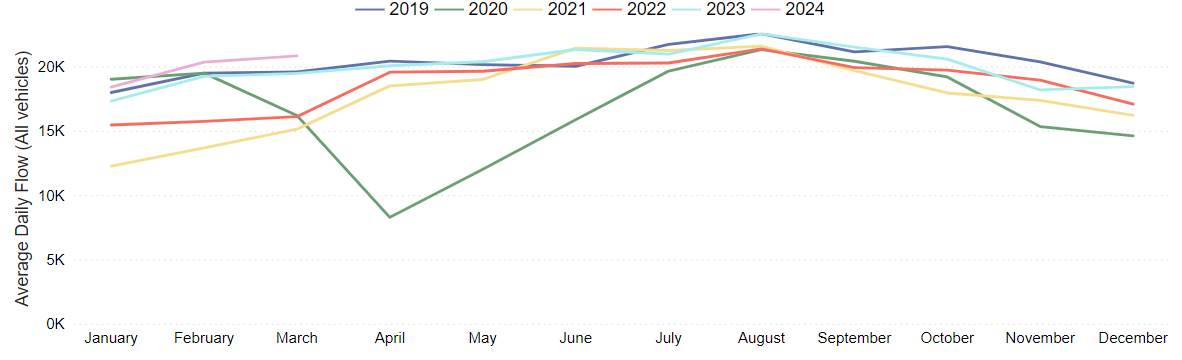 2019 2020 2021 2022 2023 2024
Average Daily Flow (All vehicles)
20K
15K
10K
5K
0K
January February March April May June July August September October November December